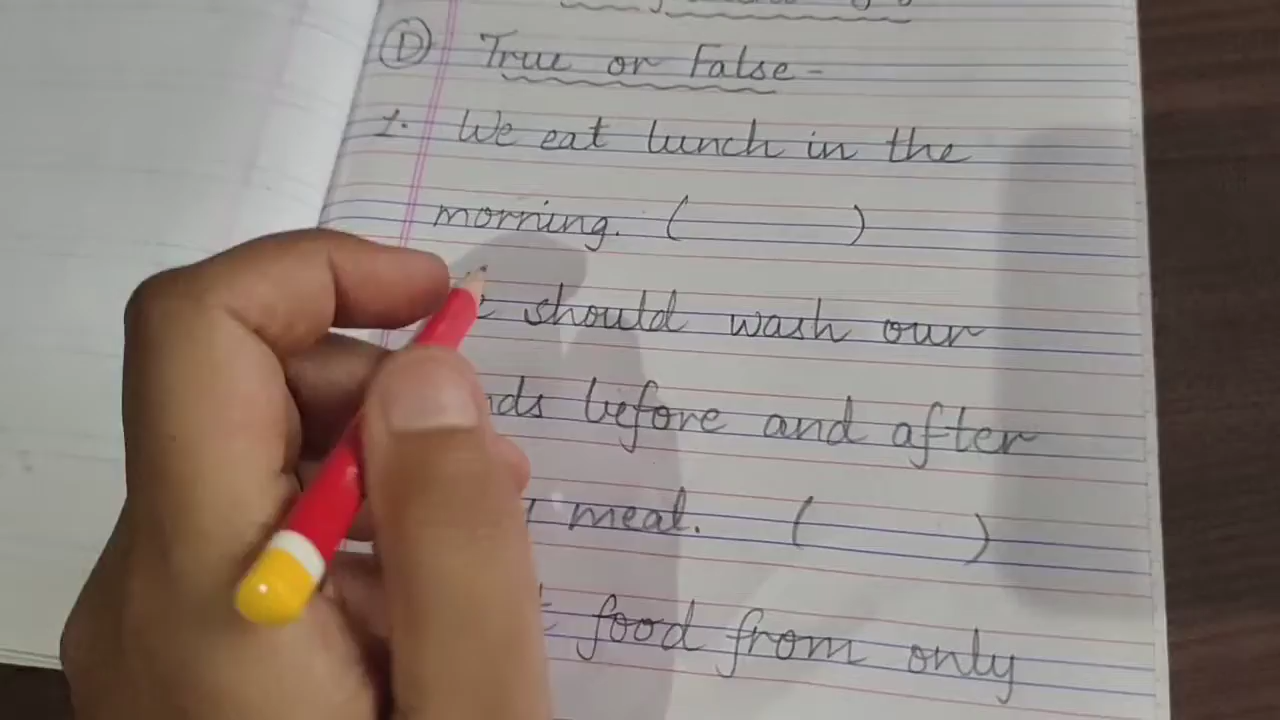 Ⓓ True or False-
1. We eat lunch in the
morning. ( )
should wash our
before and after
meal. ( )
food from only